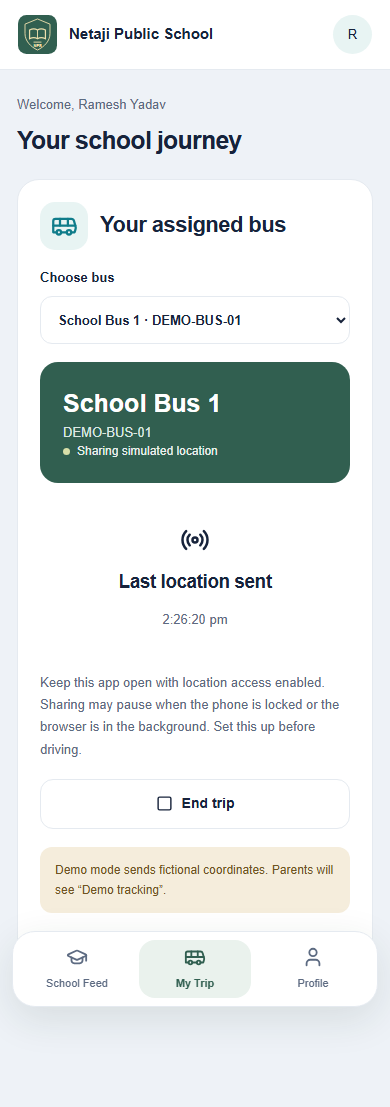 Netaji Public School
R
Welcome, Ramesh Yadav
Your school journey
Your assigned bus
Choose bus
School Bus 1 · DEMO-BUS-01
School Bus 1
DEMO-BUS-01
Sharing simulated location
Last location sent
2:26:20 pm
Keep this app open with location access enabled.
Sharing may pause when the phone is locked or the
browser is in the background. Set this up before
driving.
End trip
Demo mode sends fictional coordinates. Parents will
see “Demo tracking”.
School Feed
My Trip
Profile